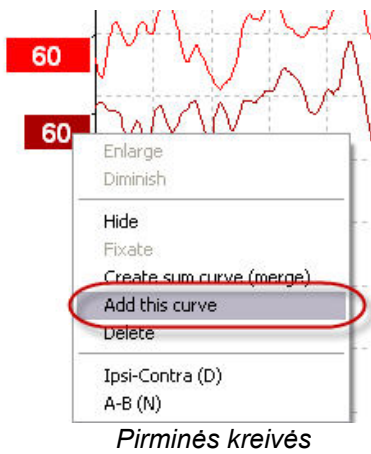 60
60
Enlarge
Diminish
Hide
Fixate
Create sum curve (merge)
Add this curve
Delete
Ipsi-Contra (D)
A-B (N)
Pirminės kreivės